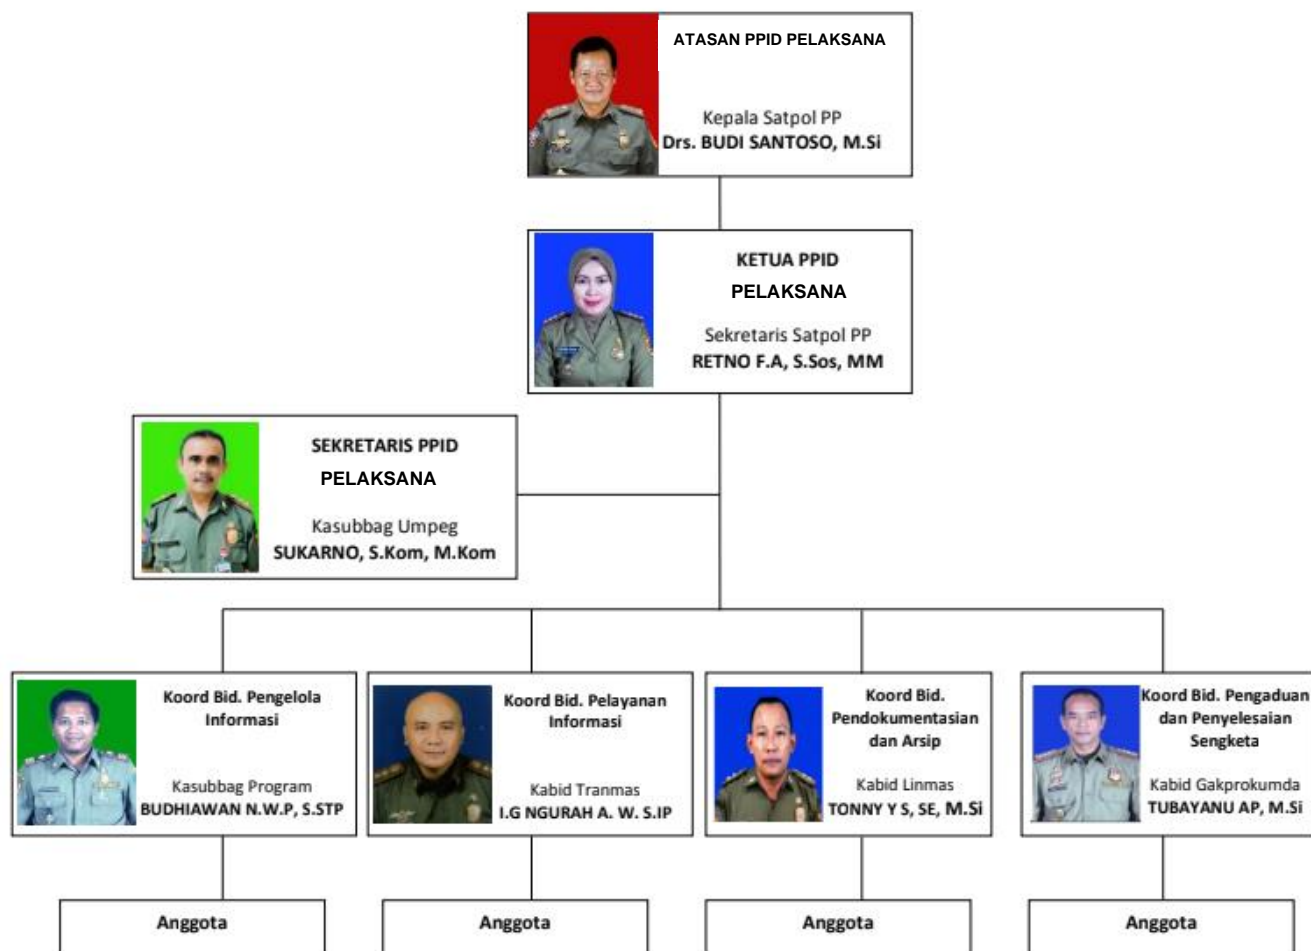 ATASAN PPID PELAKSANA
Kepala Satpol PP
Drs. BUDI SANTOSO, M.Si
KETUA PPID
PELAKSANA
Sekretaris Satpol PP
RETNO F.A, S.Sos, MM
SEKRETARIS PPID
PELAKSANA
Kasubbag Umpeg
SUKARNO, S.Kom, M.Kom
Koord Bid. Pengelola
Informasi
Kasubbag Program
BUDHIAWAN N.W.P, S.STP
Koord Bid. Pelayanan
Informasi
Kabid Tranmas
I.G NGURAH A. W. S.IP
Koord Bid.
Pendokumentasian
dan Arsip
Kabid Linmas
TONNY Y S, SE, M.Si
Koord Bid. Pengaduan
dan Penyelesaian
Sengketa
Kabid Gakprokumda
TUBAYANU AP, M.Si
Anggota
Anggota
Anggota
Anggota